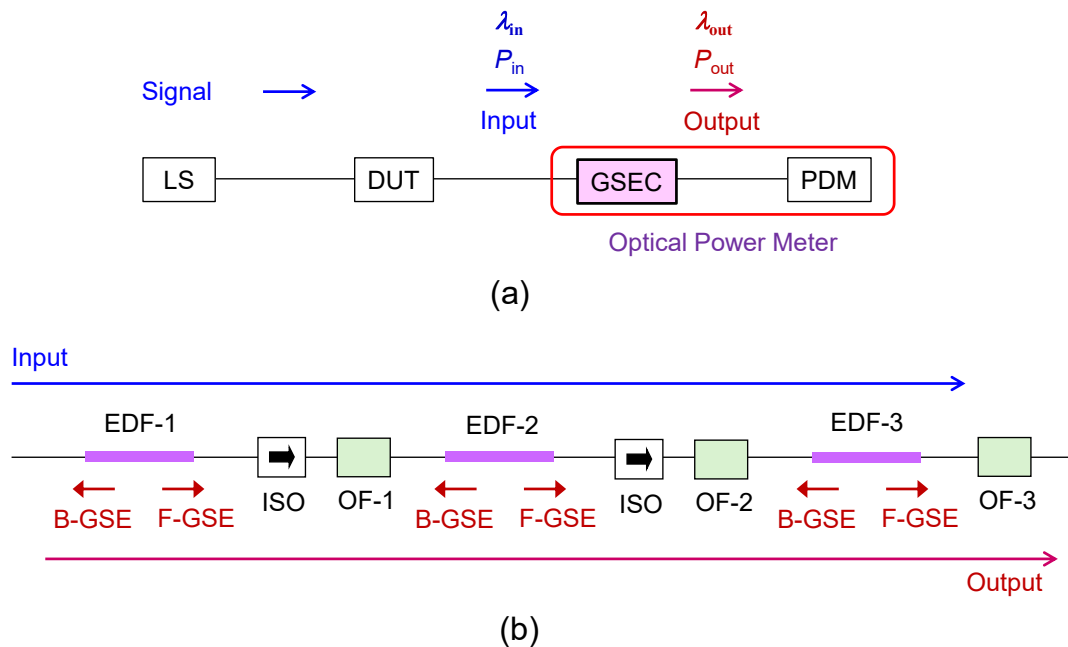 λin λout
Pin Pout
Signal
Input Output
LS DUT GSEC PDM
Optical Power Meter
(a)
Input
EDF-1 EDF-2 EDF-3
ISO OF-1 ISO OF-2 OF-3
B-GSE F-GSE B-GSE F-GSE B-GSE F-GSE
Output
(b)